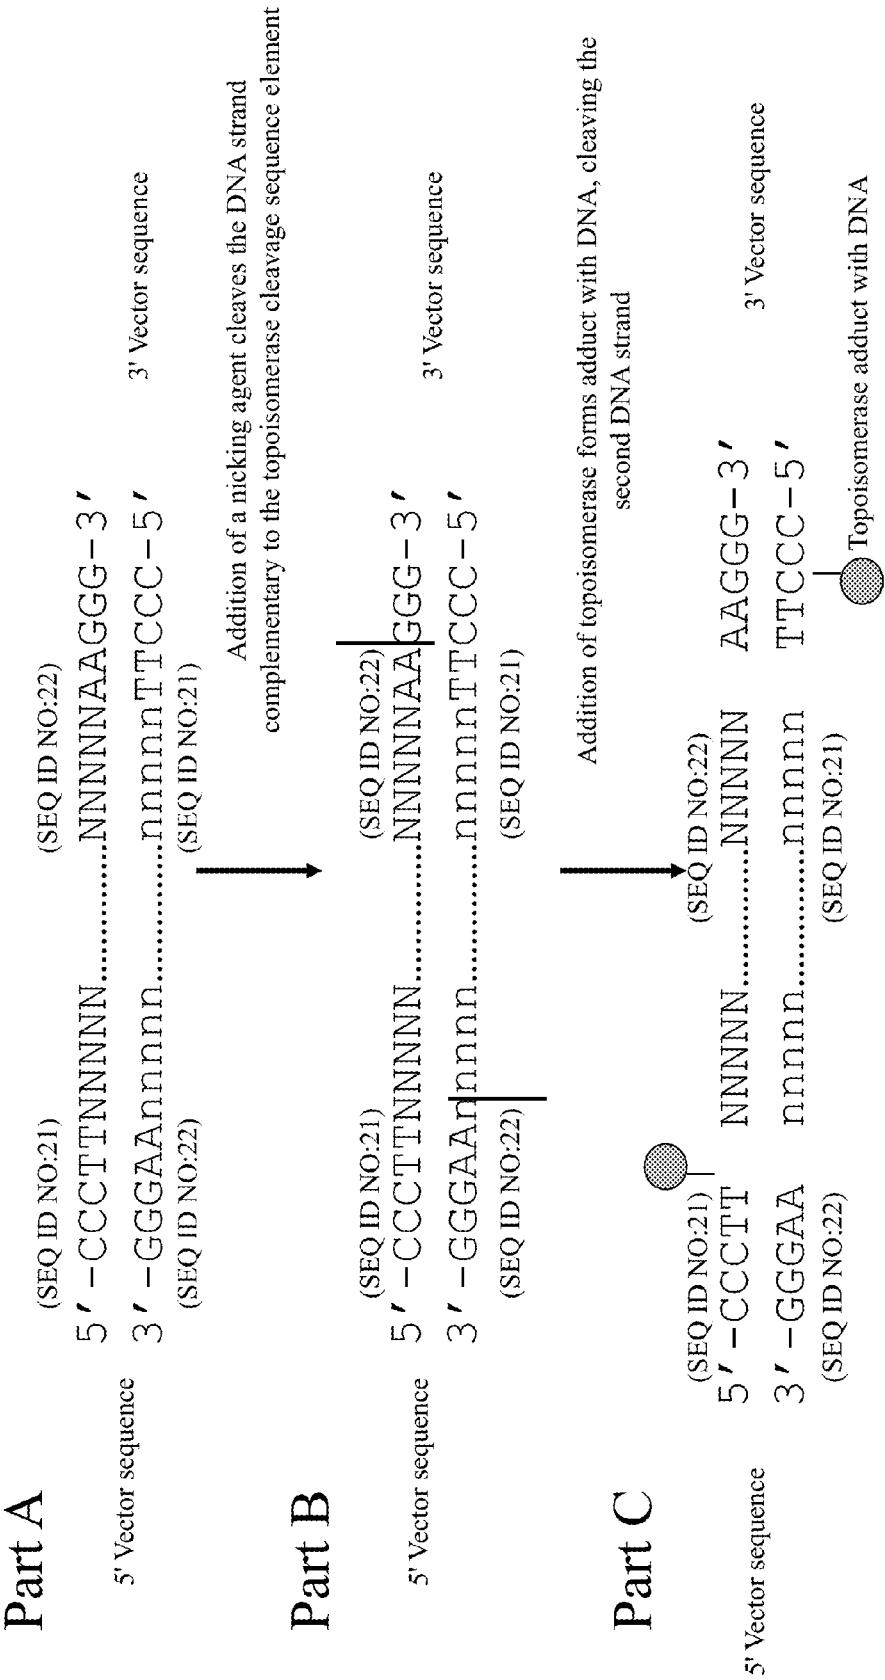 Part A
(SEQ ID NO:21) (SEQ ID NO:22)
5′-CCCTTNNNNN..............NNNNNAAGGG-3′
5' Vector sequence 3' Vector sequence
3′-GGGAAnnnnn..............nnnnnTTCCC-5′
(SEQ ID NO:22) (SEQ ID NO:21)
Addition of a nicking agent cleaves the DNA strand
complementary to the topoisomerase cleavage sequence element
Part B
(SEQ ID NO:21) (SEQ ID NO:22)
5′-CCCTTNNNNN..............NNNNNAAGGG-3′
5' Vector sequence 3' Vector sequence
3′-GGGAAnnnnn..............nnnnnTTCCC-5′
(SEQ ID NO:22) (SEQ ID NO:21)
Addition of topoisomerase forms adduct with DNA, cleaving the
second DNA strand
Part C
(SEQ ID NO:21) (SEQ ID NO:22)
5′-CCCTT NNNNN..............NNNNN AAGGG-3′
5' Vector sequence 3' Vector sequence
3′-GGGAA nnnnn..............nnnnn TTCCC-5′
(SEQ ID NO:22) (SEQ ID NO:21)
Topoisomerase adduct with DNA